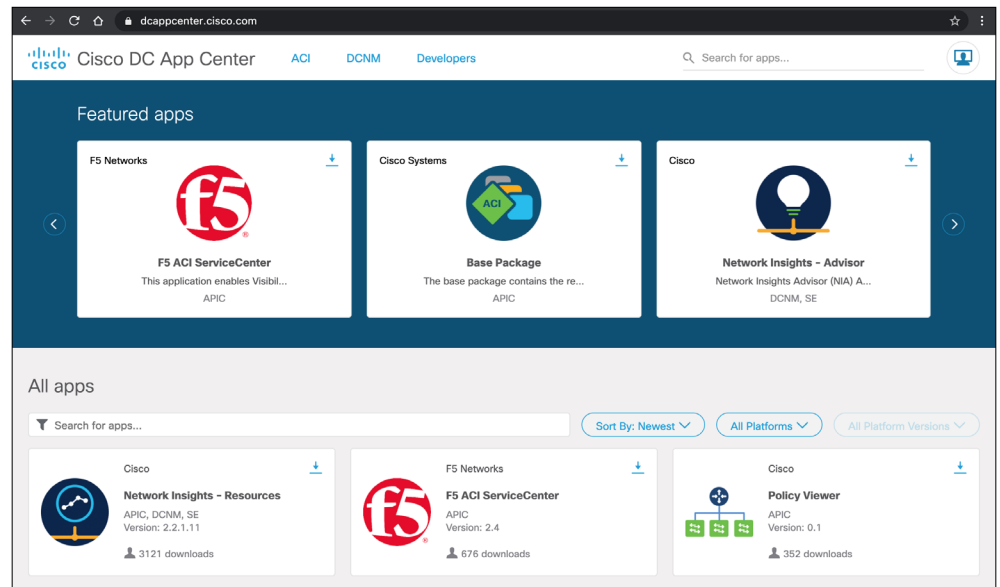 dcappcenter.cisco.com
CISCO
Cisco DC App Center
ACI
DCNM
Developers
Search for apps...
Featured apps
F5 Networks
f5
F5 ACI ServiceCenter
This application enables Visibil...
APIC
Cisco Systems
ACI
Base Package
The base package contains the re...
APIC
Cisco
Network Insights - Advisor
Network Insights Advisor (NIA) A...
DCNM, SE
All apps
Search for apps...
Sort By: Newest
All Platforms
All Platform Versions
Cisco
Network Insights - Resources
APIC, DCNM, SE
Version: 2.2.1.11
3121 downloads
F5 Networks
f5
F5 ACI ServiceCenter
APIC
Version: 2.4
676 downloads
Cisco
Policy Viewer
APIC
Version: 0.1
352 downloads